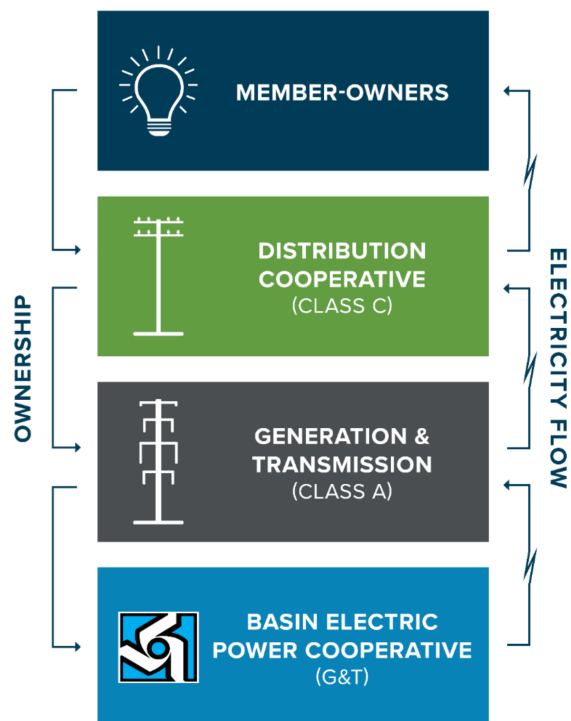 MEMBER-OWNERS
DISTRIBUTION
COOPERATIVE
(CLASS C)
GENERATION &
TRANSMISSION
(CLASS A)
BASIN ELECTRIC
POWER COOPERATIVE
(G&T)
OWNERSHIP
ELECTRICITY FLOW